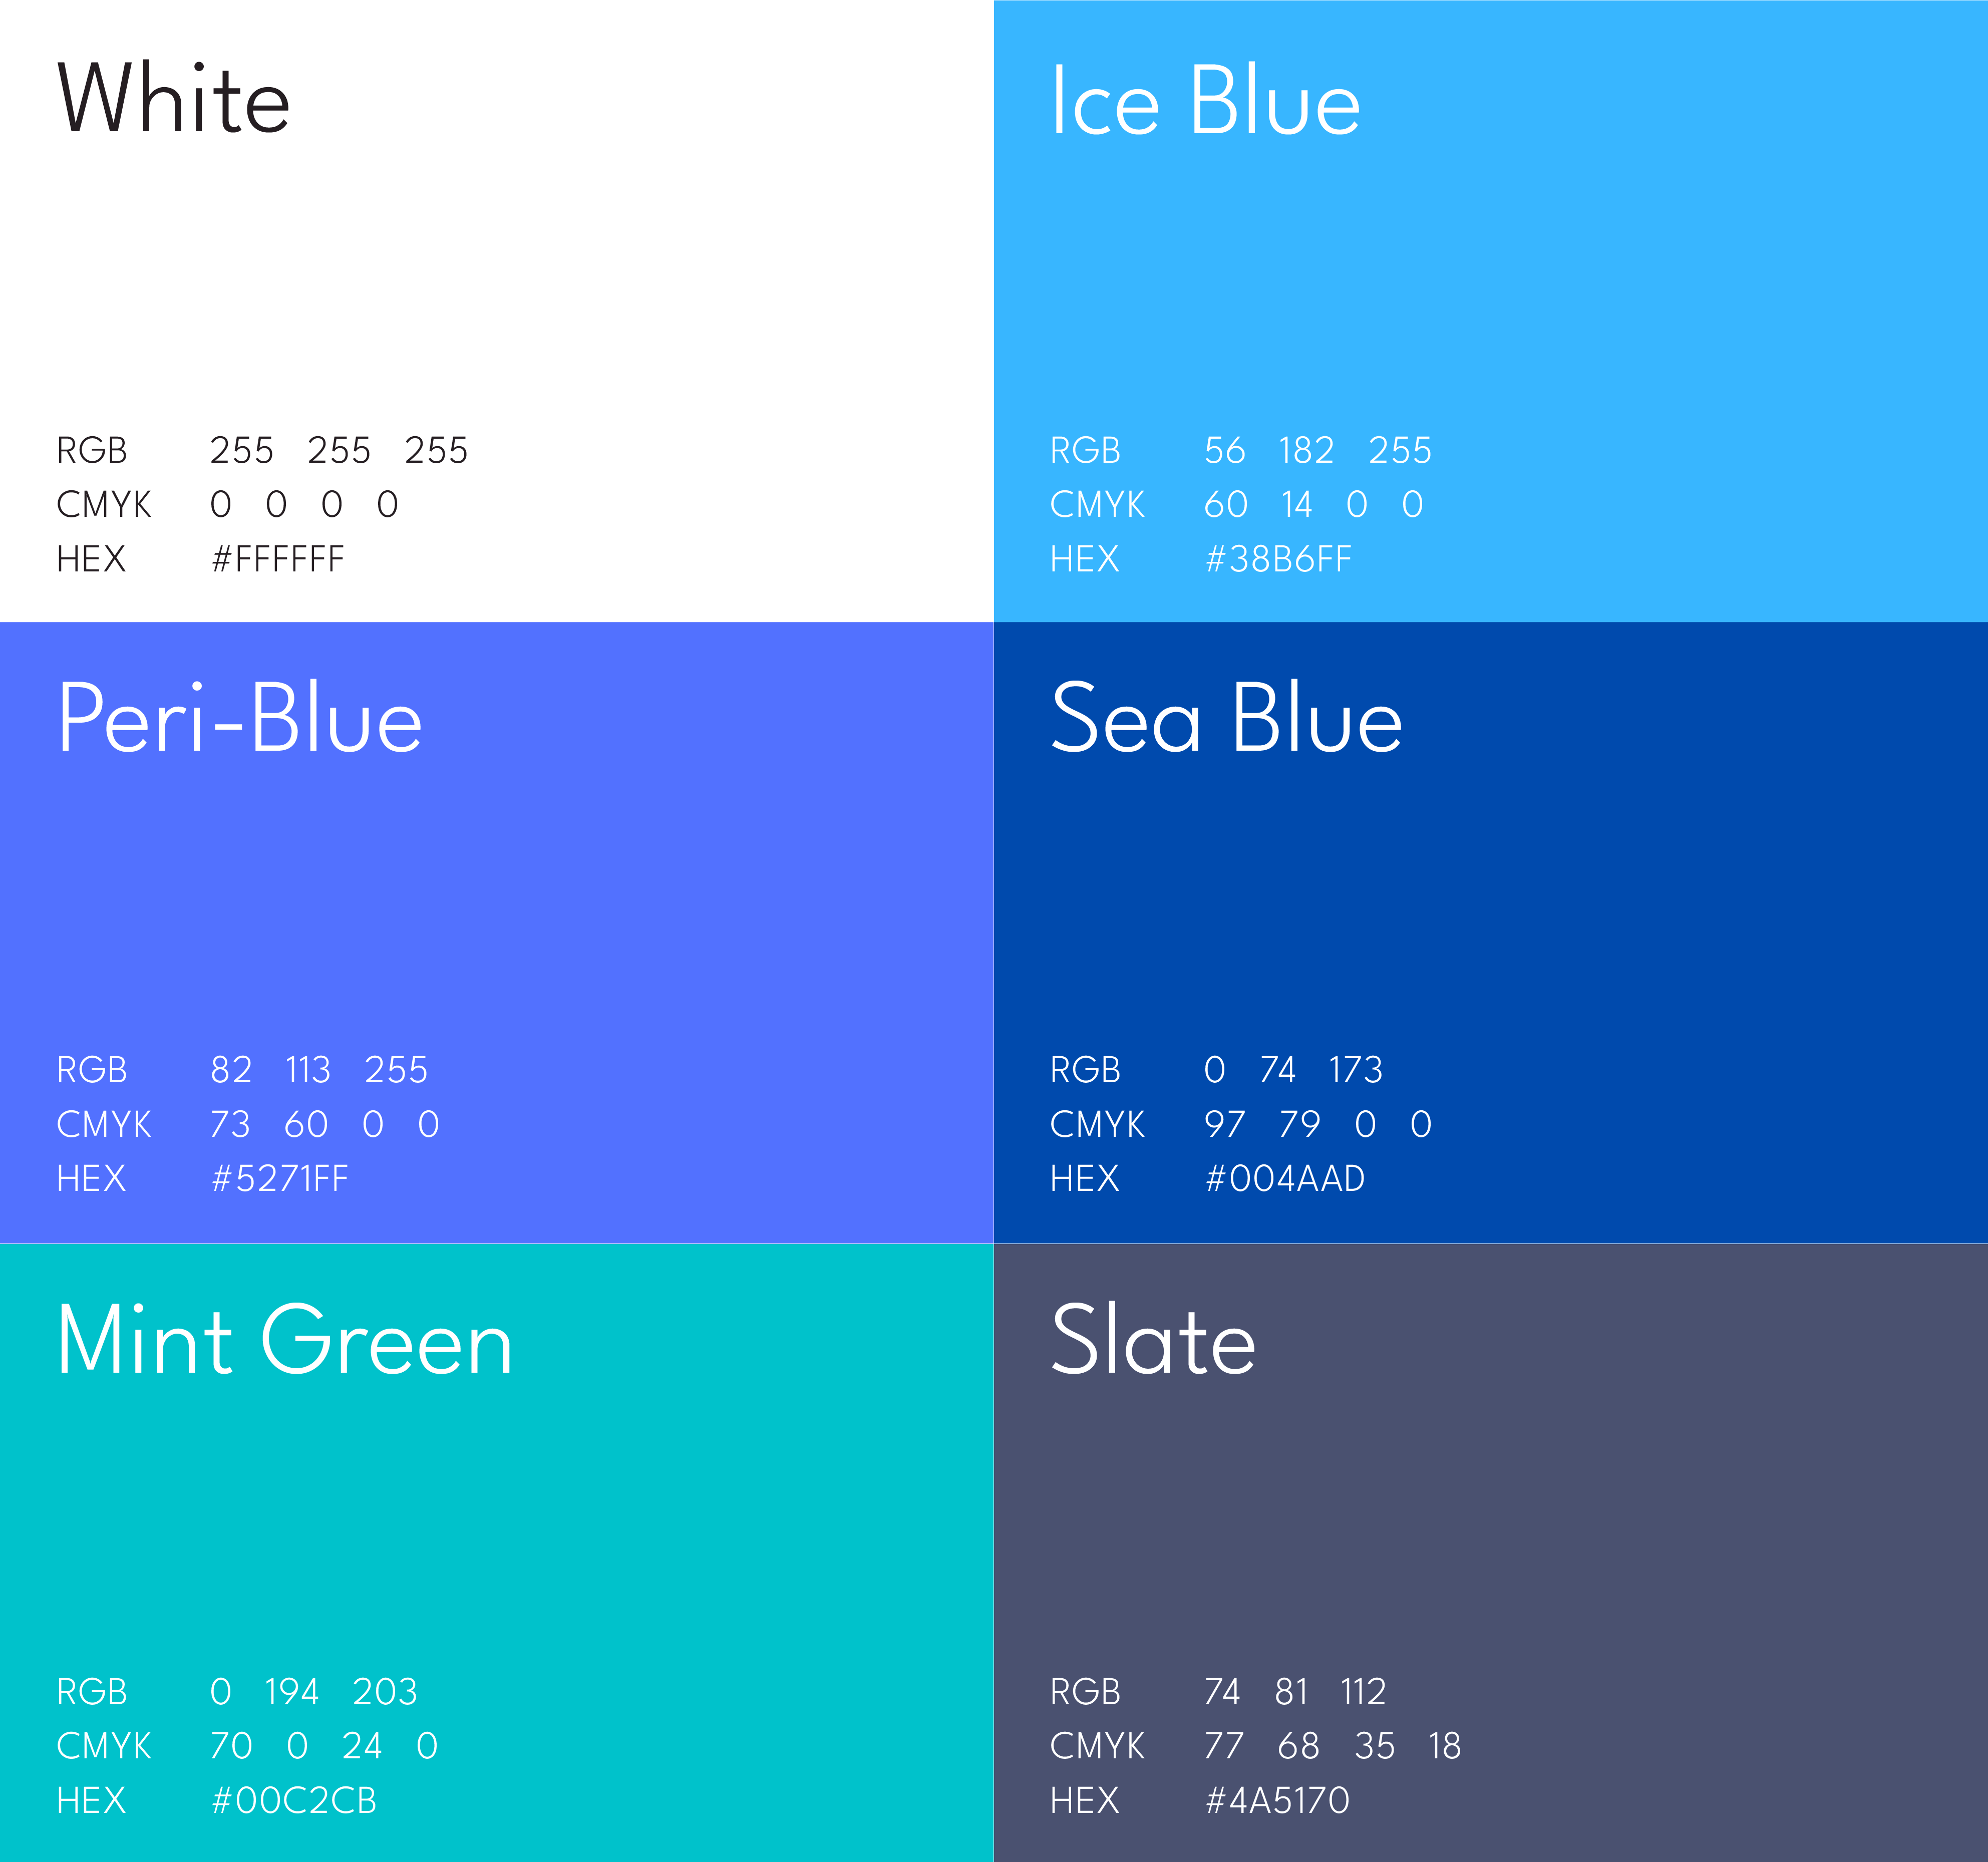 White
RGB 255 255 255
CMYK 0 0 0 0
HEX #FFFFFF
Ice Blue
RGB 56 182 255
CMYK 60 14 0 0
HEX #38B6FF
Peri-Blue
RGB 82 113 255
CMYK 73 60 0 0
HEX #5271FF
Sea Blue
RGB 0 74 173
CMYK 97 79 0 0
HEX #004AAD
Mint Green
RGB 0 194 203
CMYK 70 0 24 0
HEX #00C2CB
Slate
RGB 74 81 112
CMYK 77 68 35 18
HEX #4A5170